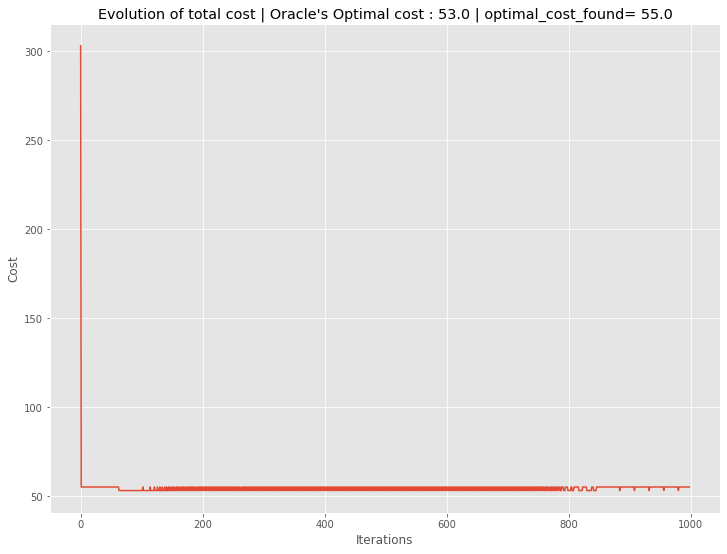 Evolution of total cost | Oracle's Optimal cost : 53.0 | optimal_cost_found= 55.0
300
250
200
150
100
50
Cost
0 200 400 600 800 1000
Iterations